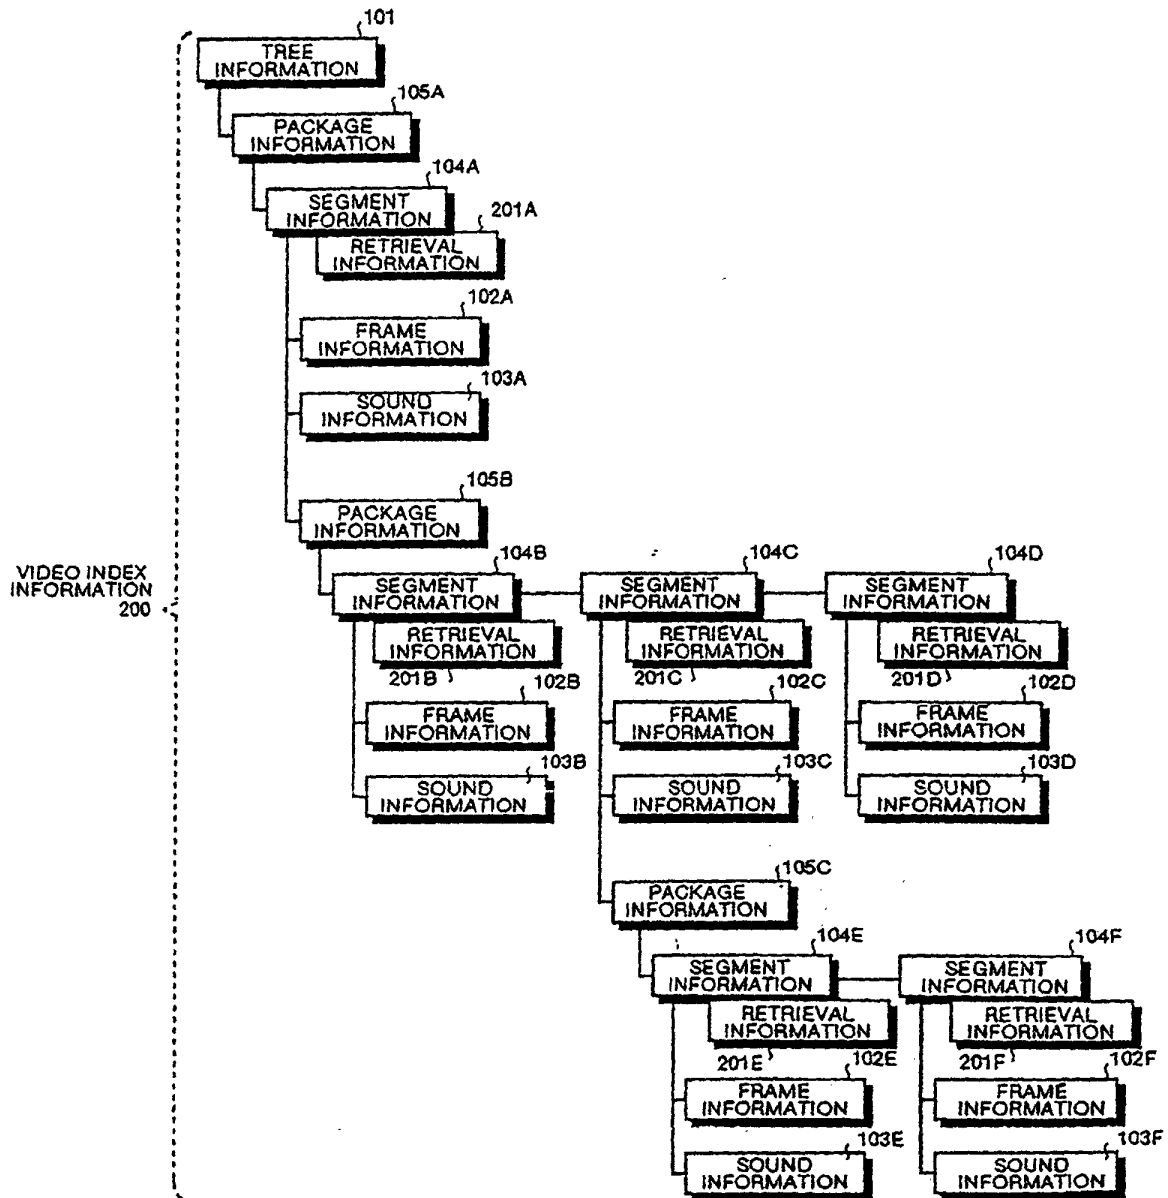 101
TREE
INFORMATION
105A
PACKAGE
INFORMATION
104A
SEGMENT
INFORMATION
201A
RETRIEVAL
INFORMATION
102A
FRAME
INFORMATION
103A
SOUND
INFORMATION
105B
PACKAGE
INFORMATION
VIDEO INDEX
INFORMATION
200
104B
SEGMENT
INFORMATION
104C
SEGMENT
INFORMATION
104D
SEGMENT
INFORMATION
RETRIEVAL
INFORMATION
201B
RETRIEVAL
INFORMATION
201C
RETRIEVAL
INFORMATION
201D
102B
FRAME
INFORMATION
102C
FRAME
INFORMATION
102D
FRAME
INFORMATION
103B
SOUND
INFORMATION
103C
SOUND
INFORMATION
103D
SOUND
INFORMATION
105C
PACKAGE
INFORMATION
104E
SEGMENT
INFORMATION
104F
SEGMENT
INFORMATION
RETRIEVAL
INFORMATION
201E
RETRIEVAL
INFORMATION
201F
102E
FRAME
INFORMATION
102F
FRAME
INFORMATION
103E
SOUND
INFORMATION
103F
SOUND
INFORMATION